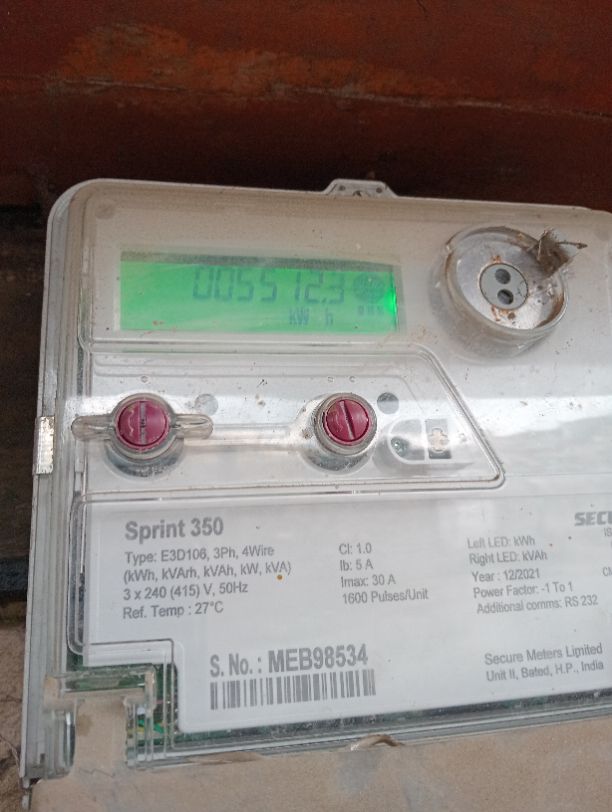 005512.3
kW h
Sprint 350
Type: E3D106, 3Ph, 4Wire
(kWh, kVArh, kVAh, kW, kVA)
3 x 240 (415) V, 50Hz
Ref. Temp : 27°C
Cl: 1.0
Ib: 5 A
Imax: 30 A
1600 Pulses/Unit
SECU
IS
Left LED: kWh
Right LED: kVAh
Year : 12/2021
Power Factor: -1 To 1
Additional comms: RS 232
CM
S. No. : MEB98534
Secure Meters Limited
Unit II, Bated, H.P., India